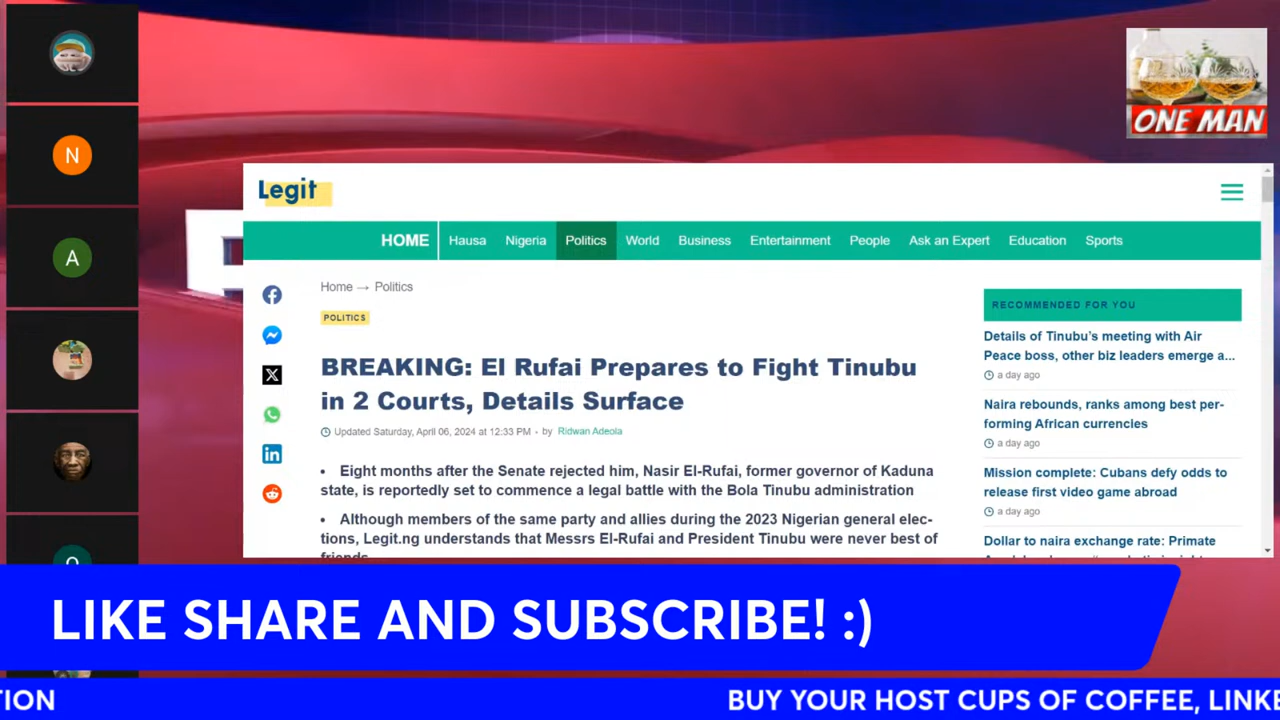 N
A
ONE MAN
Legit
HOME Hausa Nigeria Politics World Business Entertainment People Ask an Expert Education Sports
Home → Politics
POLITICS
BREAKING: El Rufai Prepares to Fight Tinubu
in 2 Courts, Details Surface
Updated Saturday, April 06, 2024 at 12:33 PM • by Ridwan Adeola
• Eight months after the Senate rejected him, Nasir El-Rufai, former governor of Kaduna
state, is reportedly set to commence a legal battle with the Bola Tinubu administration
• Although members of the same party and allies during the 2023 Nigerian general elec-
tions, Legit.ng understands that Messrs El-Rufai and President Tinubu were never best of
friends
RECOMMENDED FOR YOU
Details of Tinubu's meeting with Air
Peace boss, other biz leaders emerge a...
a day ago
Naira rebounds, ranks among best per-
forming African currencies
a day ago
Mission complete: Cubans defy odds to
release first video game abroad
a day ago
Dollar to naira exchange rate: Primate
LIKE SHARE AND SUBSCRIBE! :)
TION
BUY YOUR HOST CUPS OF COFFEE, LINKE